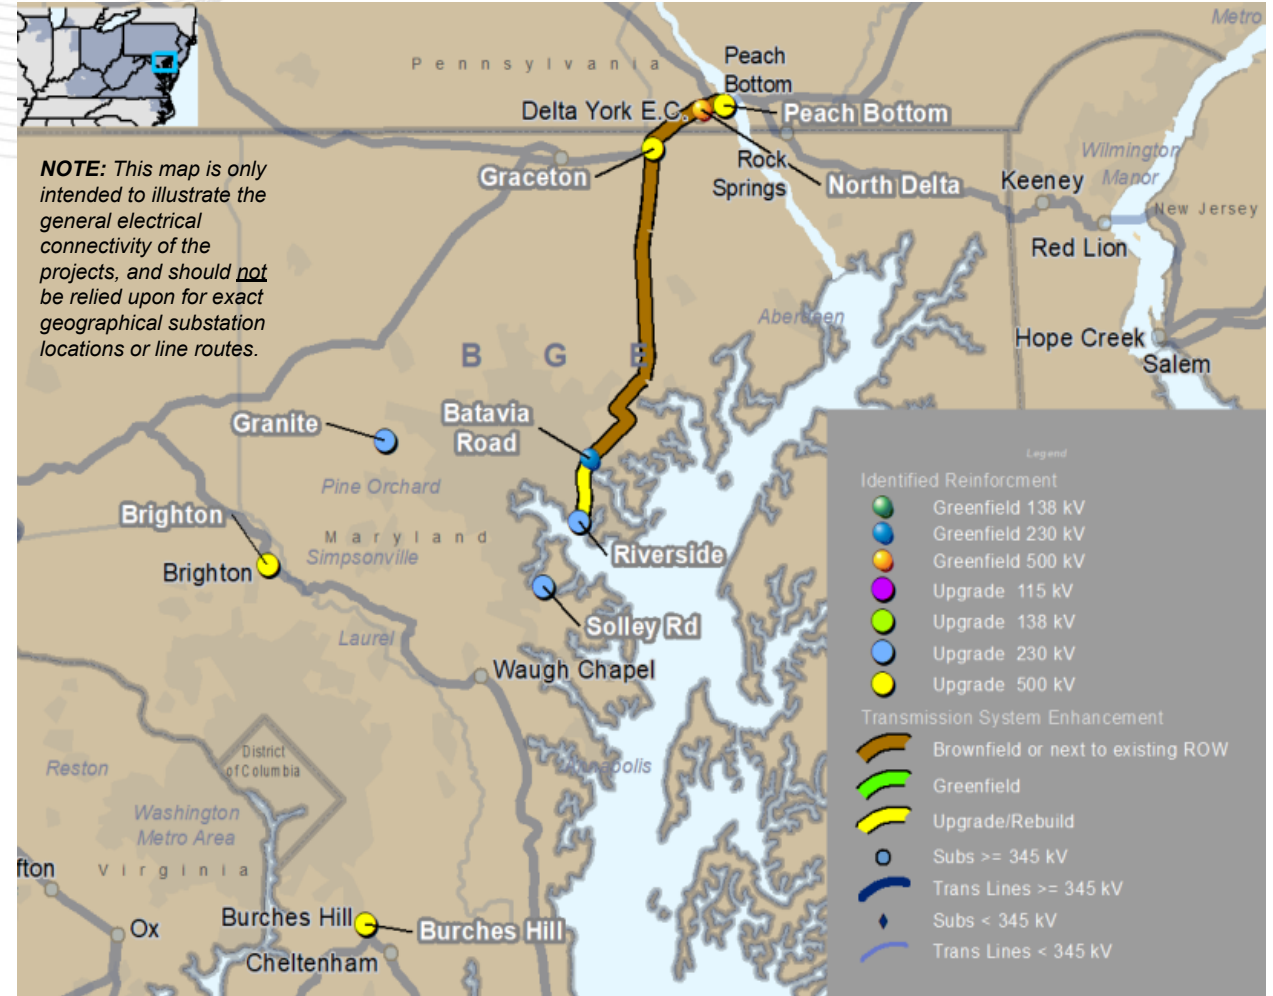 Metro
Pennsylvania
Peach
Bottom
Delta York E.C.
Peach Bottom
NOTE: This map is only
intended to illustrate the
general electrical
connectivity of the
projects, and should not
be relied upon for exact
geographical substation
locations or line routes.
Graceton
Rock
Springs
North Delta
Wilmington
Manor
Keeney
New Jersey
Red Lion
Aberdeen
Hope Creek
Salem
B G E
Granite
Batavia
Road
Pine Orchard
Brighton
Maryland
Simpsonville
Brighton
Riverside
Solley Rd
Laurel
Waugh Chapel
District
of Columbia
Reston
Annapolis
Washington
Metro Area
fton
Virginia
Ox
Burches Hill
Burches Hill
Cheltenham
Legend
Identified Reinforcment
Greenfield 138 kV
Greenfield 230 kV
Greenfield 500 kV
Upgrade 115 kV
Upgrade 138 kV
Upgrade 230 kV
Upgrade 500 kV
Transmission System Enhancement
Brownfield or next to existing ROW
Greenfield
Upgrade/Rebuild
Subs >= 345 kV
Trans Lines >= 345 kV
Subs < 345 kV
Trans Lines < 345 kV